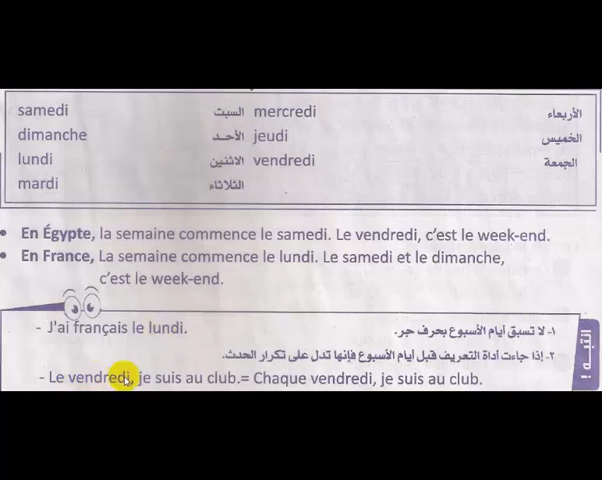 samedi السبت mercredi الأربعاء
dimanche الأحد jeudi الخميس
lundi الاثنين vendredi الجمعة
mardi الثلاثاء
• En Égypte, la semaine commence le samedi. Le vendredi, c'est le week-end.
• En France, La semaine commence le lundi. Le samedi et le dimanche,
c'est le week-end.
انتبه !
- J'ai français le lundi. ١- لا تسبق أيام الأسبوع بحرف جر.
٢- إذا جاءت أداة التعريف قبل أيام الأسبوع فإنها تدل على تكرار الحدث.
- Le vendredi, je suis au club.= Chaque vendredi, je suis au club.